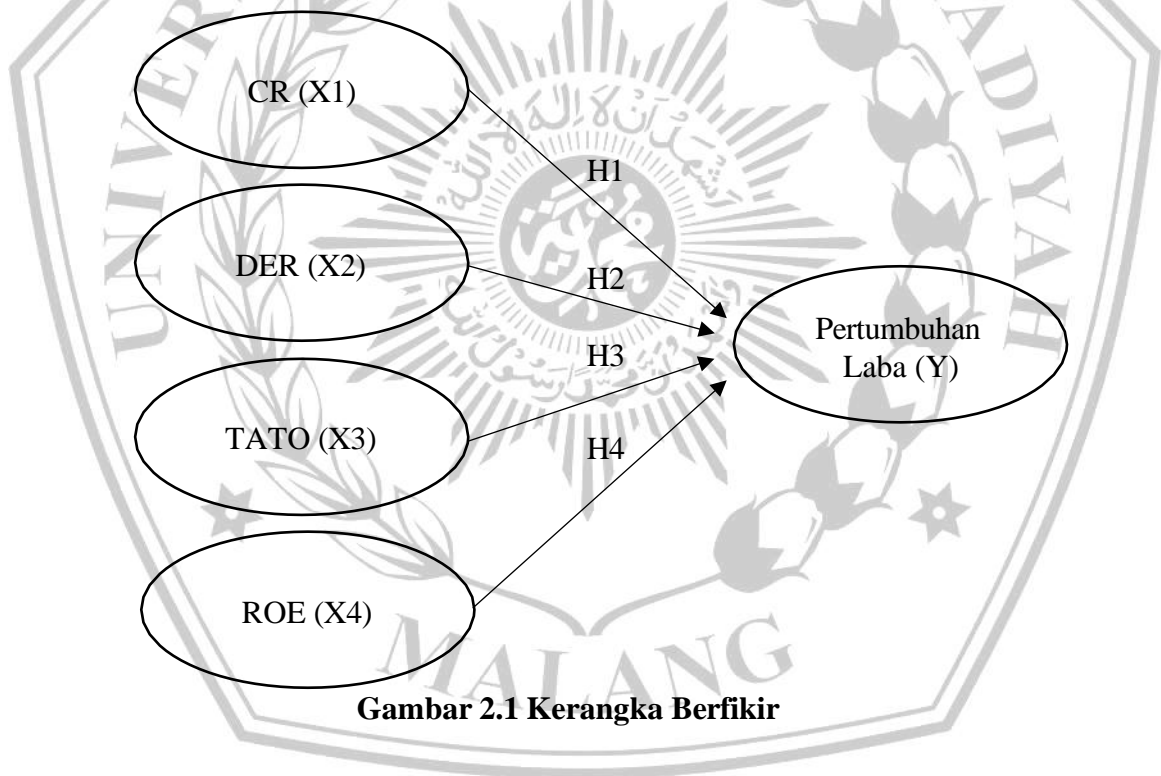 CR (X1)
DER (X2)
TATO (X3)
ROE (X4)
H1
H2
H3
H4
Pertumbuhan
Laba (Y)
MALANG
Gambar 2.1 Kerangka Berfikir